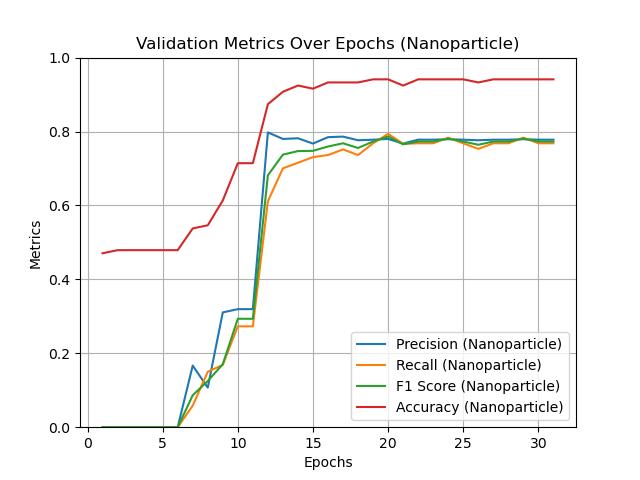 Validation Metrics Over Epochs (Nanoparticle)
1.0
0.8
0.6
0.4
0.2
0.0
Metrics
0 5 10 15 20 25 30
Epochs
Precision (Nanoparticle)
Recall (Nanoparticle)
F1 Score (Nanoparticle)
Accuracy (Nanoparticle)